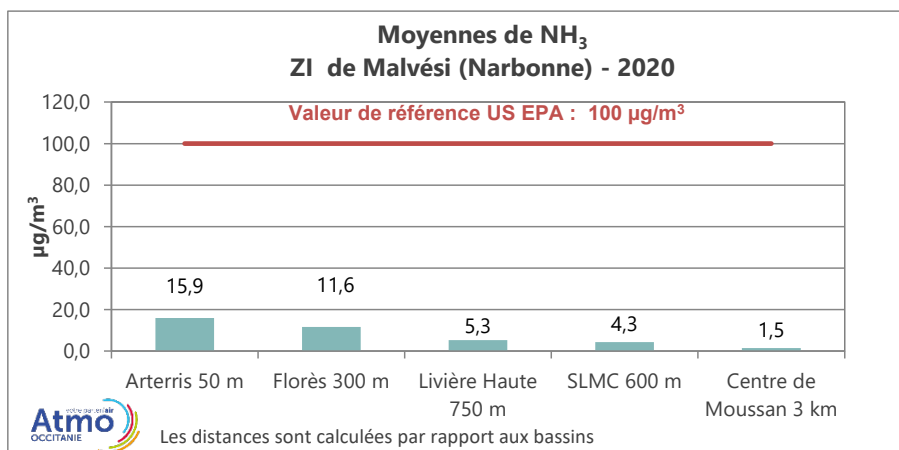 Moyennes de NH₃
ZI de Malvési (Narbonne) - 2020
Valeur de référence US EPA : 100 µg/m³
µg/m³
120,0
100,0
80,0
60,0
40,0
20,0
0,0
15,9
11,6
5,3
4,3
1,5
Arterris 50 m
Florès 300 m
Livière Haute
750 m
SLMC 600 m
Centre de
Moussan 3 km
Atmo
OCCITANIE
Les distances sont calculées par rapport aux bassins